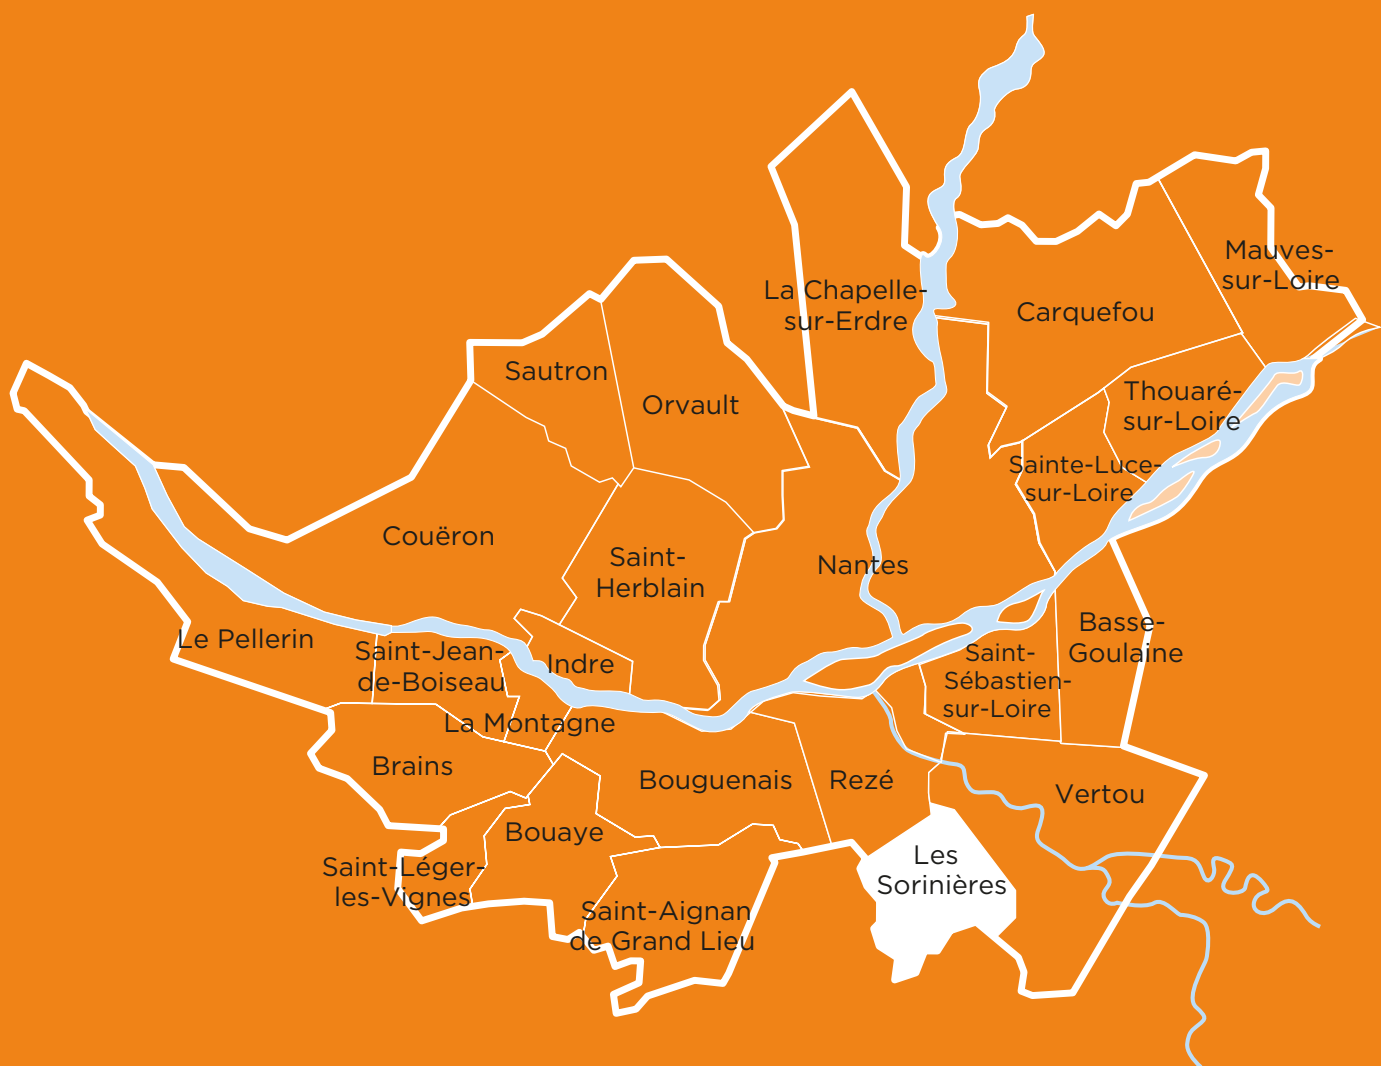 Mauves-
sur-Loire
La Chapelle-
sur-Erdre
Carquefou
Sautron
Orvault
Thouaré-
sur-Loire
Sainte-Luce-
sur-Loire
Couëron
Saint-
Herblain
Nantes
Le Pellerin
Saint-Jean-
de-Boiseau
Indre
Saint-
Sébastien-
sur-Loire
Basse-
Goulaine
La Montagne
Brains
Bouguenais
Rezé
Vertou
Bouaye
Les
Sorinières
Saint-Léger-
les-Vignes
Saint-Aignan
de Grand Lieu